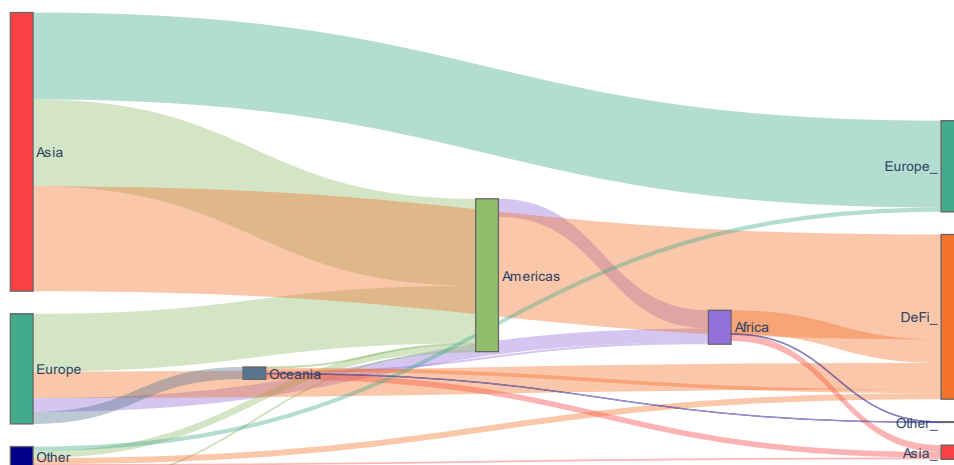 Asia
Europe_
Americas
DeFi_
Africa
Europe
Oceania
Other_
Asia_
Other